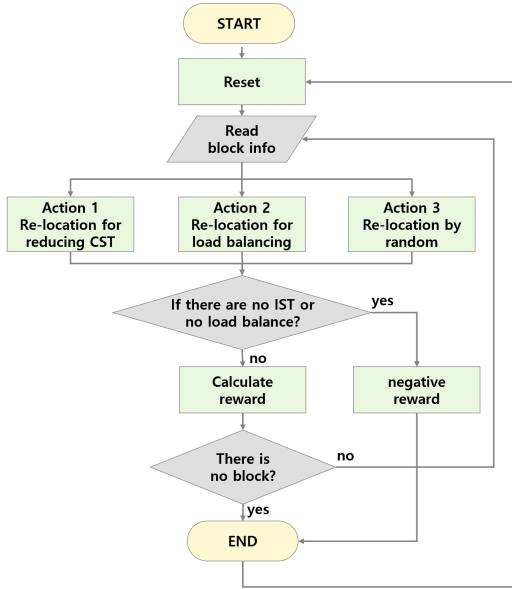 START
Reset
Read
block info
Action 1
Re-location for
reducing CST
Action 2
Re-location for
load balancing
Action 3
Re-location by
random
If there are no IST or
no load balance?
yes
no
Calculate
reward
negative
reward
There is
no block?
no
yes
END